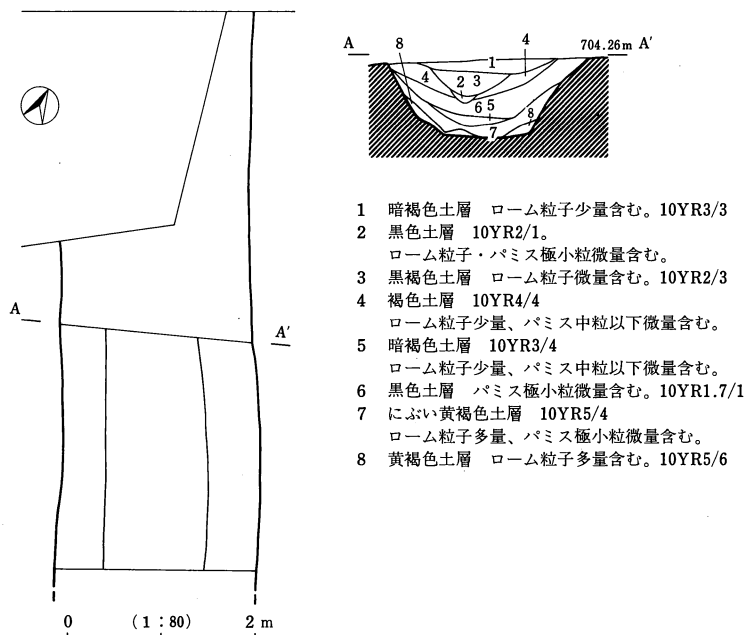 A 704.26m A'
8
4
1
4
2 3
6 5
8
7
A
A'
1 暗褐色土層 ローム粒子少量含む。10YR3/3
2 黒色土層 10YR2/1。
ローム粒子・パミス極小粒微量含む。
3 黒褐色土層 ローム粒子微量含む。10YR2/3
4 褐色土層 10YR4/4
ローム粒子少量、パミス中粒以下微量含む。
5 暗褐色土層 10YR3/4
ローム粒子少量、パミス中粒以下微量含む。
6 黒色土層 パミス極小粒微量含む。10YR1.7/1
7 にぶい黄褐色土層 10YR5/4
ローム粒子多量、パミス極小粒微量含む。
8 黄褐色土層 ローム粒子多量含む。10YR5/6
0 (1:80) 2 m